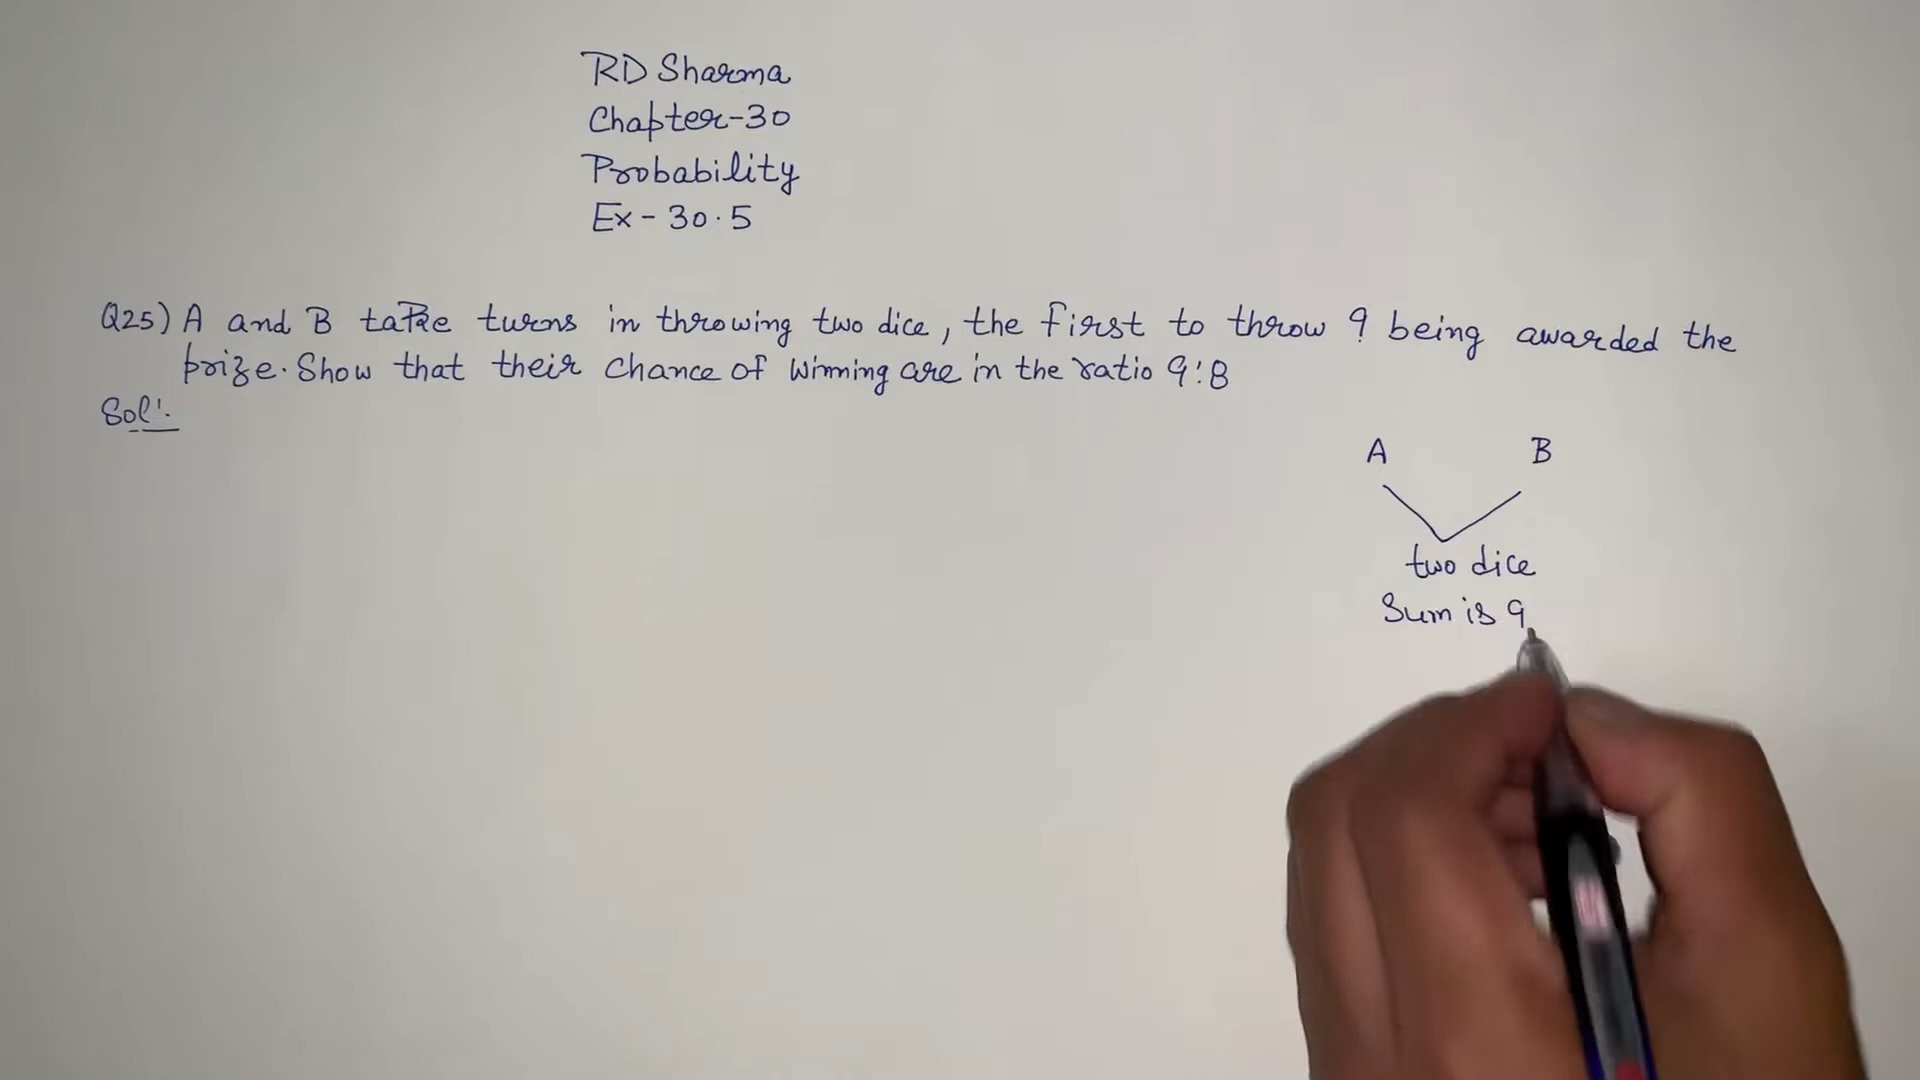 RD Sharma
Chapter-30
Probability
Ex - 30.5
Q25) A and B take turns in throwing two dice, the first to throw 9 being awarded the
prize. Show that their chance of winning are in the ratio 9:8
Sol:
A B
two dice
Sum is 9